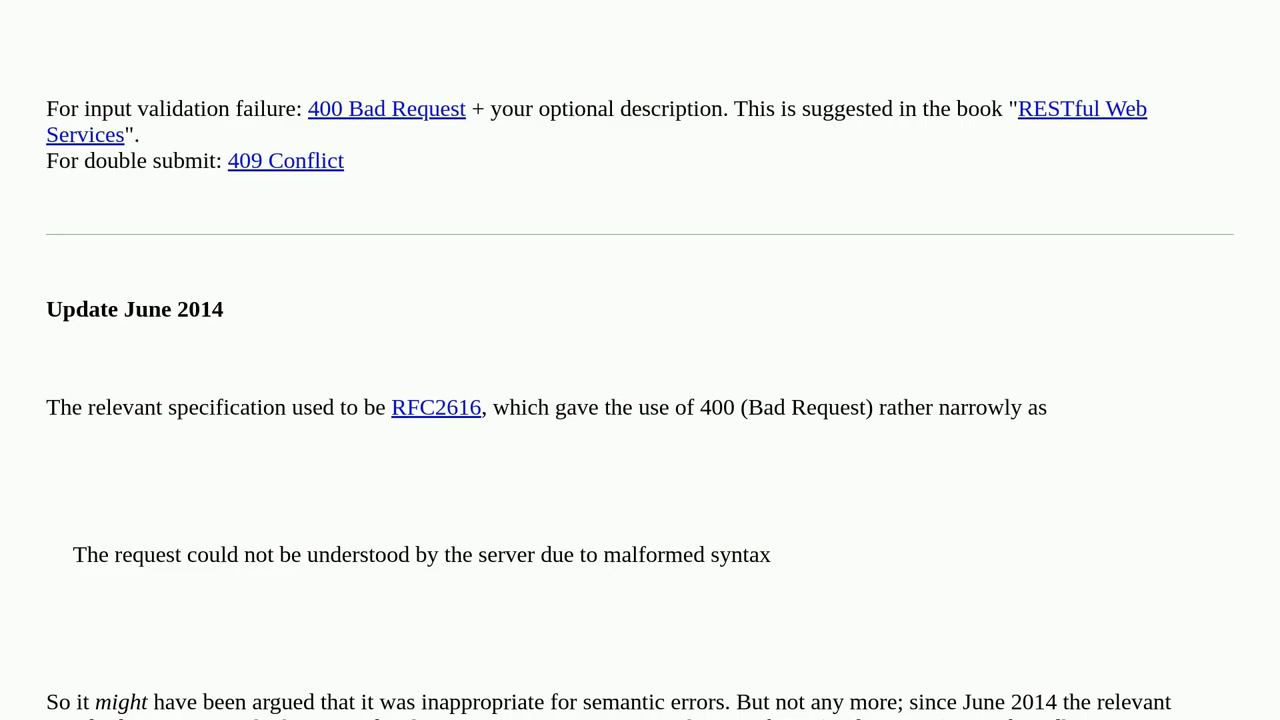 For input validation failure: 400 Bad Request + your optional description. This is suggested in the book "RESTful Web
Services".
For double submit: 409 Conflict
Update June 2014
The relevant specification used to be RFC2616, which gave the use of 400 (Bad Request) rather narrowly as
The request could not be understood by the server due to malformed syntax
So it might have been argued that it was inappropriate for semantic errors. But not any more; since June 2014 the relevant